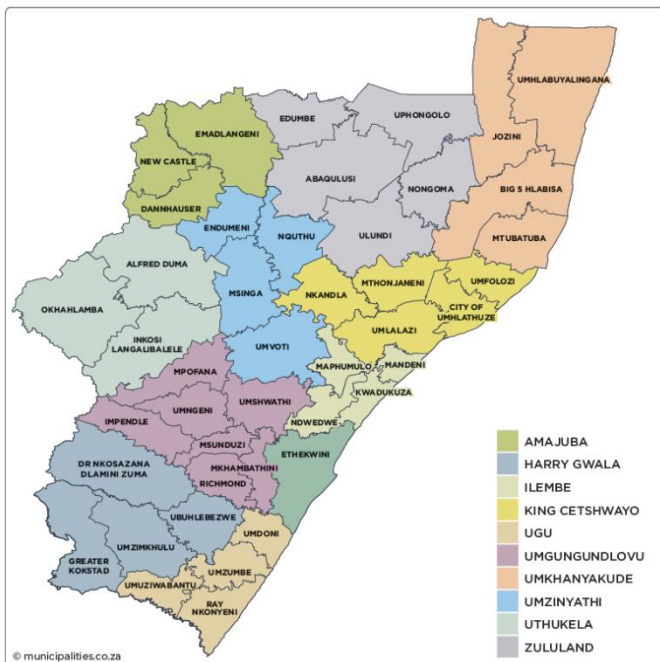 UMHLABUYALINGANA
EDUMBE
UPHONGOLO
EMADLANGENI
JOZINI
NEW CASTLE
ABAQULUSI
NONGOMA
BIG 5 HLABISA
DANNHAUSER
ENDUMENI
NQUTHU
ULUNDI
MTUBATUBA
ALFRED DUMA
MTHONJANENI
UMFOLOZI
MSINGA
NKANDLA
OKHAHLAMBA
CITY OF
UMHLATHUZE
UMLALAZI
INKOSI
LANGALIBALELE
UMVOTI
MPOFANA
MAPHUMULO
MANDENI
KWADUKUZA
UMSHWATHI
UMNGENI
IMPENDLE
NDWEDWE
MSUNDUZI
ETHEKWINI
DR NKOSAZANA
DLAMINI ZUMA
MKHAMBATHINI
RICHMOND
UBUHLEBEZWE
UMDONI
UMZIMKHULU
GREATER
KOKSTAD
UMZUMBE
UMUZIWABANTU
RAY
NKONYENI
AMAJUBA
HARRY GWALA
ILEMBE
KING CETSHWAYO
UGU
UMGUNGUNDLOVU
UMKHANYAKUDE
UMZINYATHI
UTHUKELA
ZULULAND
© municipalities.co.za